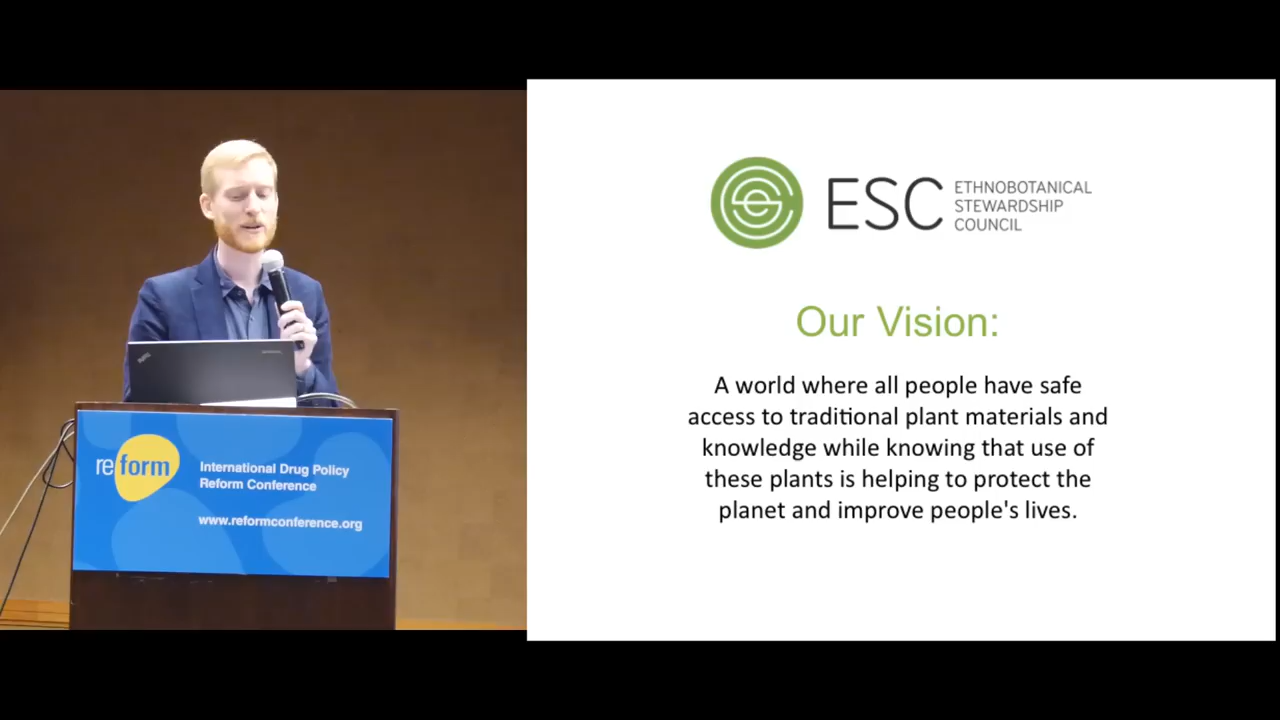 re form
International Drug Policy
Reform Conference
www.reformconference.org
ESC
ETHNOBOTANICAL
STEWARDSHIP
COUNCIL
Our Vision:
A world where all people have safe
access to traditional plant materials and
knowledge while knowing that use of
these plants is helping to protect the
planet and improve people's lives.